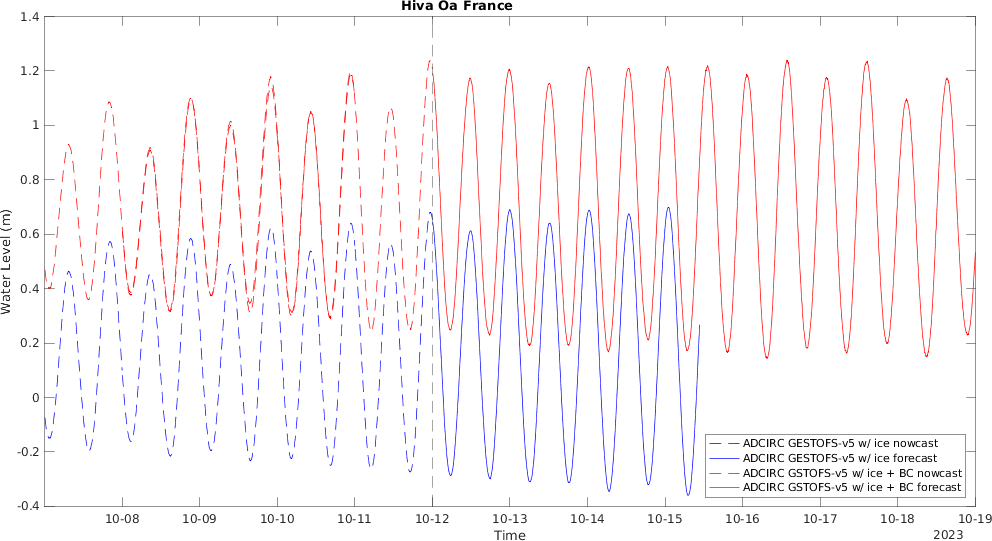 Hiva Oa France
1.4
1.2
1
0.8
0.6
0.4
0.2
0
-0.2
-0.4
Water Level (m)
10-08 10-09 10-10 10-11 10-12 10-13 10-14 10-15 10-16 10-17 10-18 10-19
Time
2023
ADCIRC GESTOFS-v5 w/ ice nowcast
ADCIRC GESTOFS-v5 w/ ice forecast
ADCIRC GSTOFS-v5 w/ ice + BC nowcast
ADCIRC GSTOFS-v5 w/ ice + BC forecast